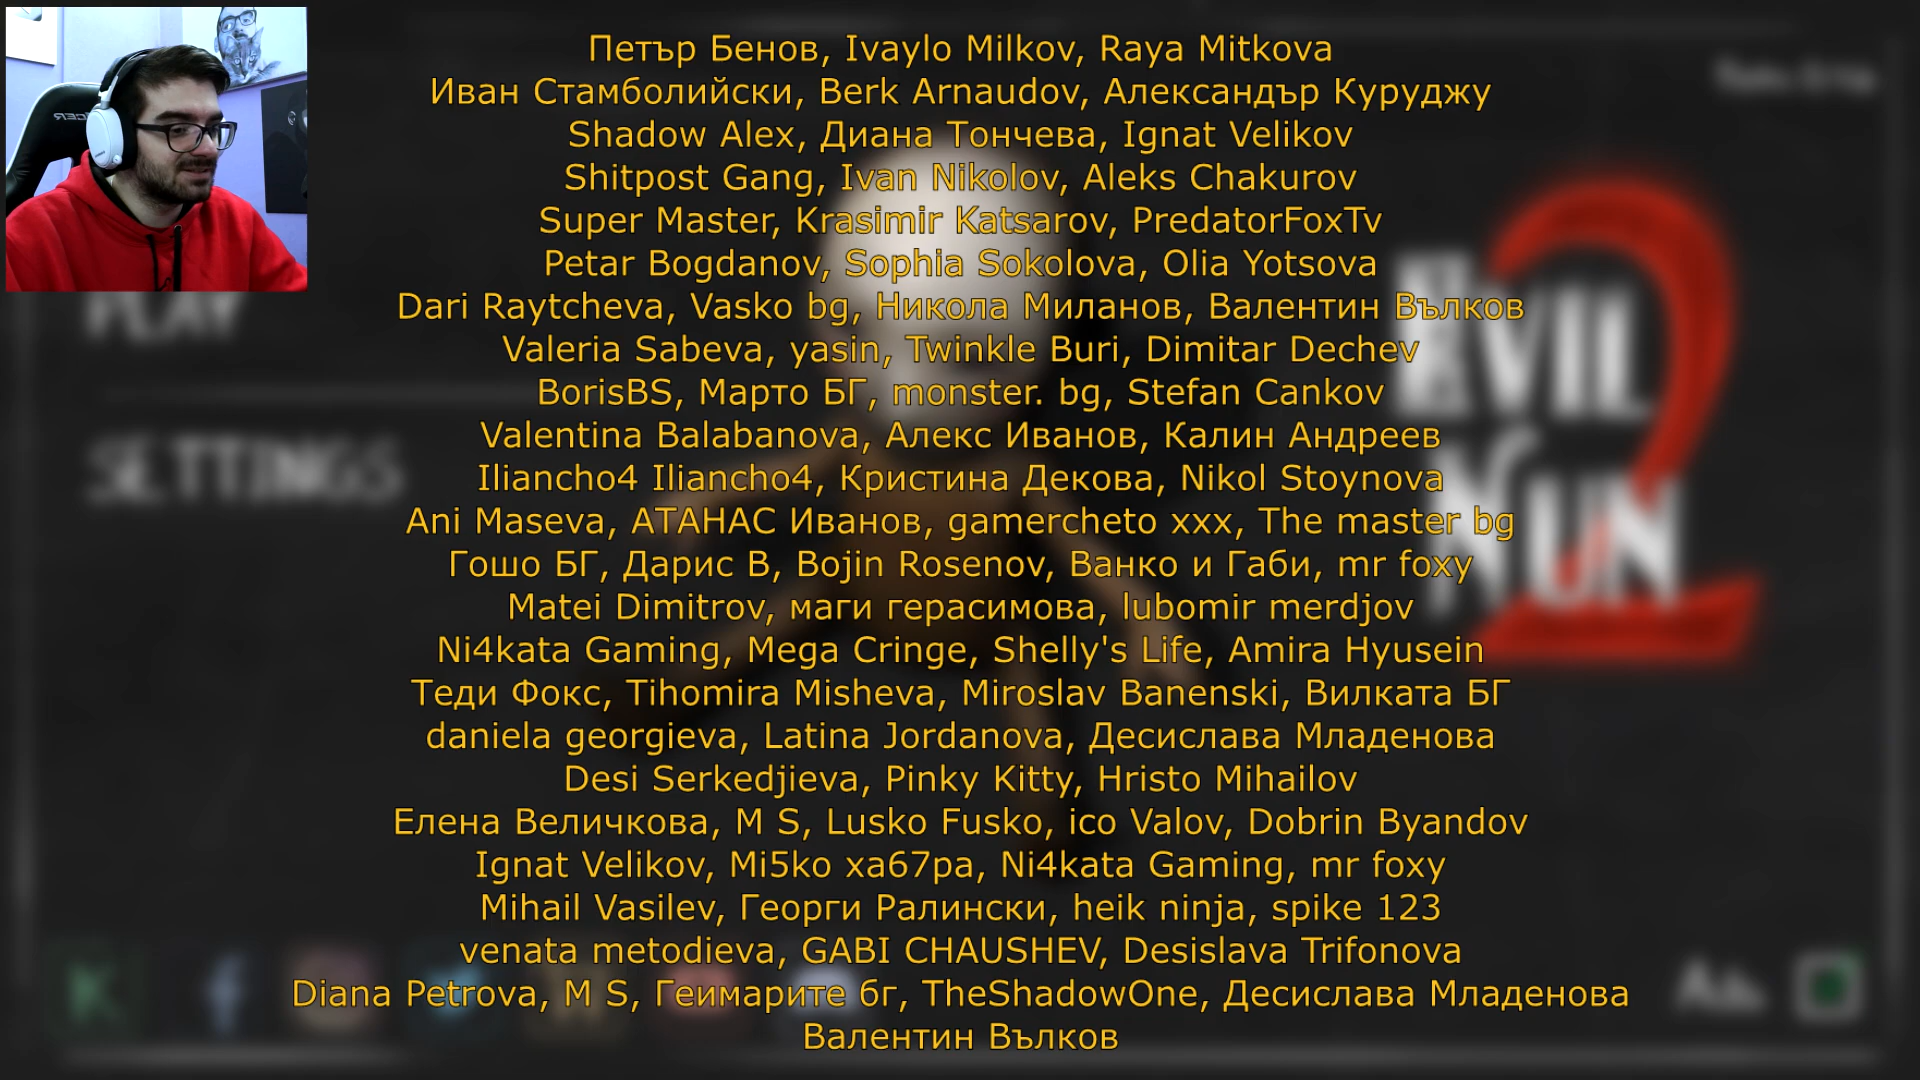 Петър Бенов, Ivaylo Milkov, Raya Mitkova
Иван Стамболийски, Berk Arnaudov, Александър Куруджу
Shadow Alex, Диана Тончева, Ignat Velikov
Shitpost Gang, Ivan Nikolov, Aleks Chakurov
Super Master, Krasimir Katsarov, PredatorFoxTv
Petar Bogdanov, Sophia Sokolova, Olia Yotsova
Dari Raytcheva, Vasko bg, Никола Миланов, Валентин Вълков
Valeria Sabeva, yasin, Twinkle Buri, Dimitar Dechev
BorisBS, Марто БГ, monster. bg, Stefan Cankov
Valentina Balabanova, Алекс Иванов, Калин Андреев
Iliancho4 Iliancho4, Кристина Декова, Nikol Stoynova
Ani Maseva, АТАНАС Иванов, gamercheto xxx, The master bg
Гошо БГ, Дарис В, Bojin Rosenov, Ванко и Габи, mr foxy
Matei Dimitrov, маги герасимова, lubomir merdjov
Ni4kata Gaming, Mega Cringe, Shelly's Life, Amira Hyusein
Теди Фокс, Tihomira Misheva, Miroslav Banenski, Вилката БГ
daniela georgieva, Latina Jordanova, Десислава Младенова
Desi Serkedjieva, Pinky Kitty, Hristo Mihailov
Елена Величкова, M S, Lusko Fusko, ico Valov, Dobrin Byandov
Ignat Velikov, Mi5ko xa67pa, Ni4kata Gaming, mr foxy
Mihail Vasilev, Георги Ралински, heik ninja, spike 123
venata metodieva, GABI CHAUSHEV, Desislava Trifonova
Diana Petrova, M S, Геимарите бг, TheShadowOne, Десислава Младенова
Валентин Вълков
PLAY
SETTINGS
EVIL
NUN
2